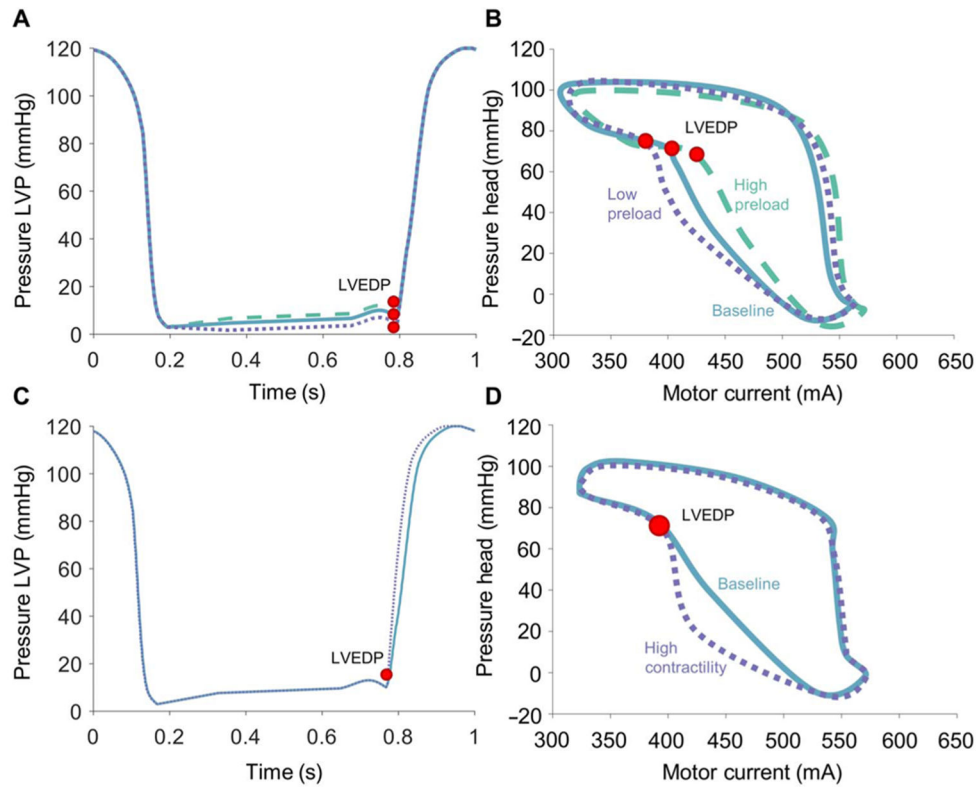 A
Pressure LVP (mmHg)
120
100
80
60
40
20
0
LVEDP
0
0.2
0.4
0.6
0.8
1
Time (s)
B
Pressure head (mmHg)
120
100
80
60
40
20
0
−20
LVEDP
Low
preload
High
preload
Baseline
300
350
400
450
500
550
600
650
Motor current (mA)
C
Pressure LVP (mmHg)
120
100
80
60
40
20
0
LVEDP
0
0.2
0.4
0.6
0.8
1
Time (s)
D
Pressure head (mmHg)
120
100
80
60
40
20
0
−20
LVEDP
Baseline
High
contractility
300
350
400
450
500
550
600
650
Motor current (mA)